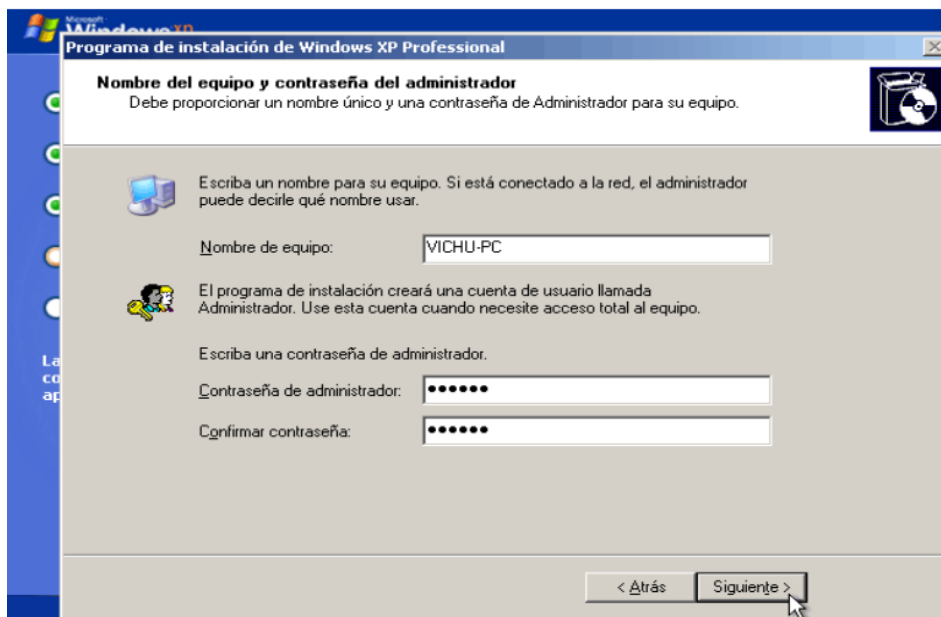 Microsoft
Windows xp
Programa de instalación de Windows XP Professional
Nombre del equipo y contraseña del administrador
Debe proporcionar un nombre único y una contraseña de Administrador para su equipo.
Escriba un nombre para su equipo. Si está conectado a la red, el administrador
puede decirle qué nombre usar.
Nombre de equipo: VICHU-PC
El programa de instalación creará una cuenta de usuario llamada
Administrador. Use esta cuenta cuando necesite acceso total al equipo.
Escriba una contraseña de administrador.
La
co
ap
Contraseña de administrador: ••••••
Confirmar contraseña: ••••••
< Atrás Siguiente >